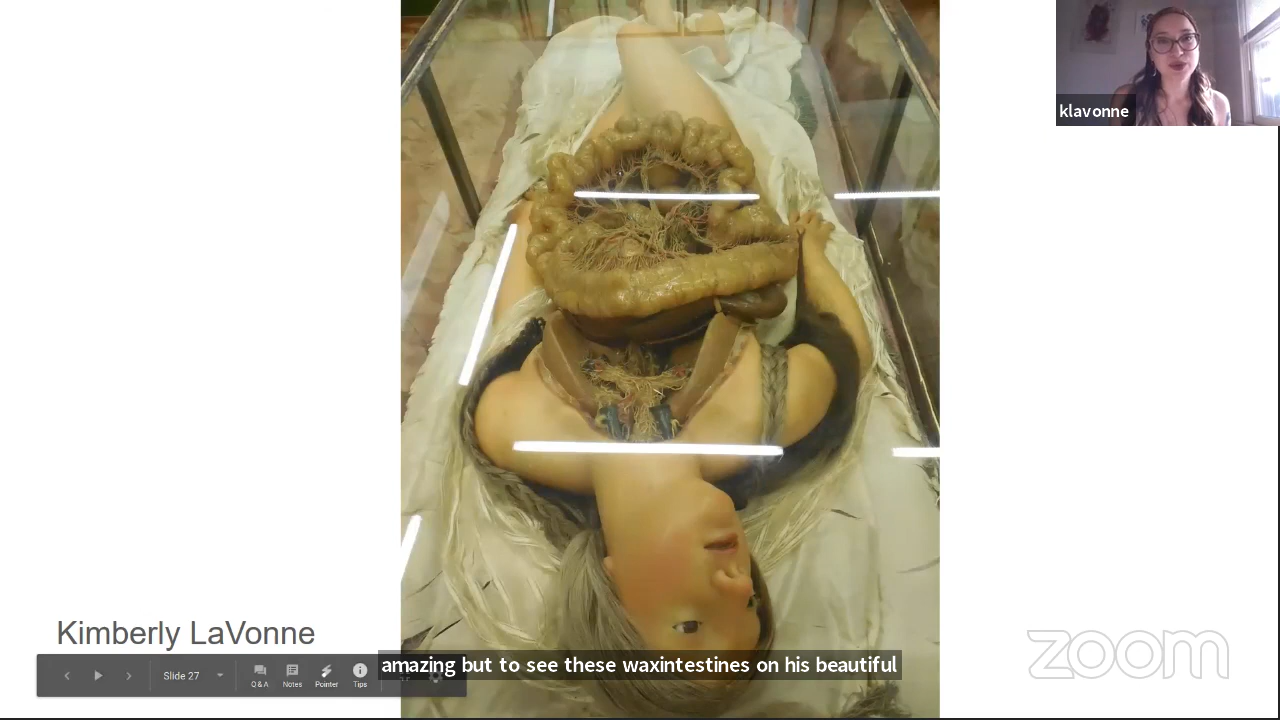 klavonne
Kimberly LaVonne
Slide 27
Q & A
Notes
Pointer
Tips
amazing but to see these waxintestines on his beautiful
zoom